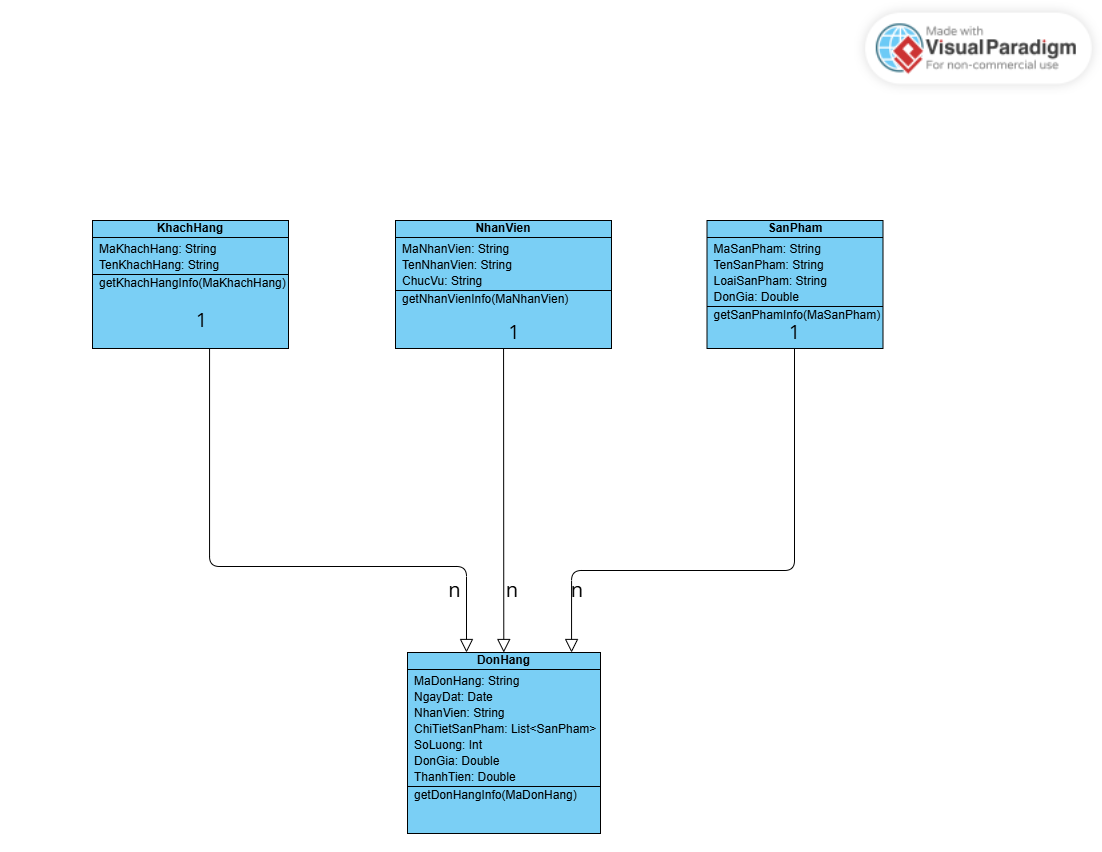 Made with
Visual Paradigm
For non-commercial use
KhachHang
MaKhachHang: String
TenKhachHang: String
getKhachHangInfo(MaKhachHang)
1
NhanVien
MaNhanVien: String
TenNhanVien: String
ChucVu: String
getNhanVienInfo(MaNhanVien)
1
SanPham
MaSanPham: String
TenSanPham: String
LoaiSanPham: String
DonGia: Double
getSanPhamInfo(MaSanPham)
1
n
n
n
DonHang
MaDonHang: String
NgayDat: Date
NhanVien: String
ChiTietSanPham: List<SanPham>
SoLuong: Int
DonGia: Double
ThanhTien: Double
getDonHangInfo(MaDonHang)